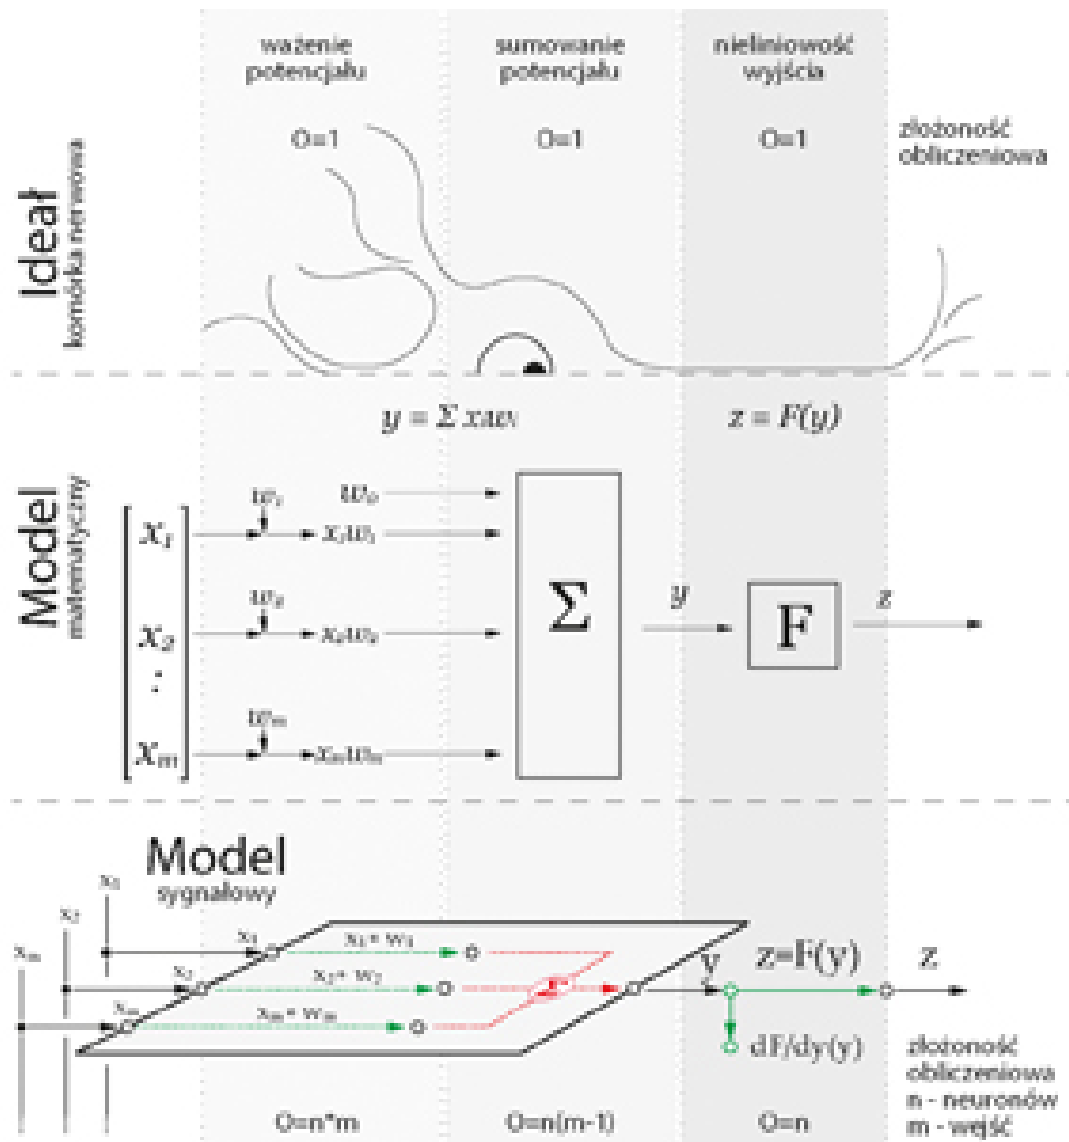 ważenie
potencjału
sumowanie
potencjału
nieliniowość
wyjścia
O=1
O=1
O=1
złożoność
obliczeniowa
Ideał
komórka nerwowa
y = Σ xᵢwᵢ
z = F(y)
Model
matematyczny
w₁
w₀
x₁
x₁w₁
w₂
x₂
x₂w₂
⋮
wₘ
xₘ
xₘwₘ
Σ
y
F
z
Model
sygnałowy
x₁
x₂
xₘ
x₁
x₁ * w₁
x₂
x₂ * w₂
xₘ
xₘ * wₘ
Σ
y
z=F(y)
z
dF/dy(y)
złożoność
obliczeniowa
n - neuronów
m - wejść
O=n*m
O=n(m-1)
O=n